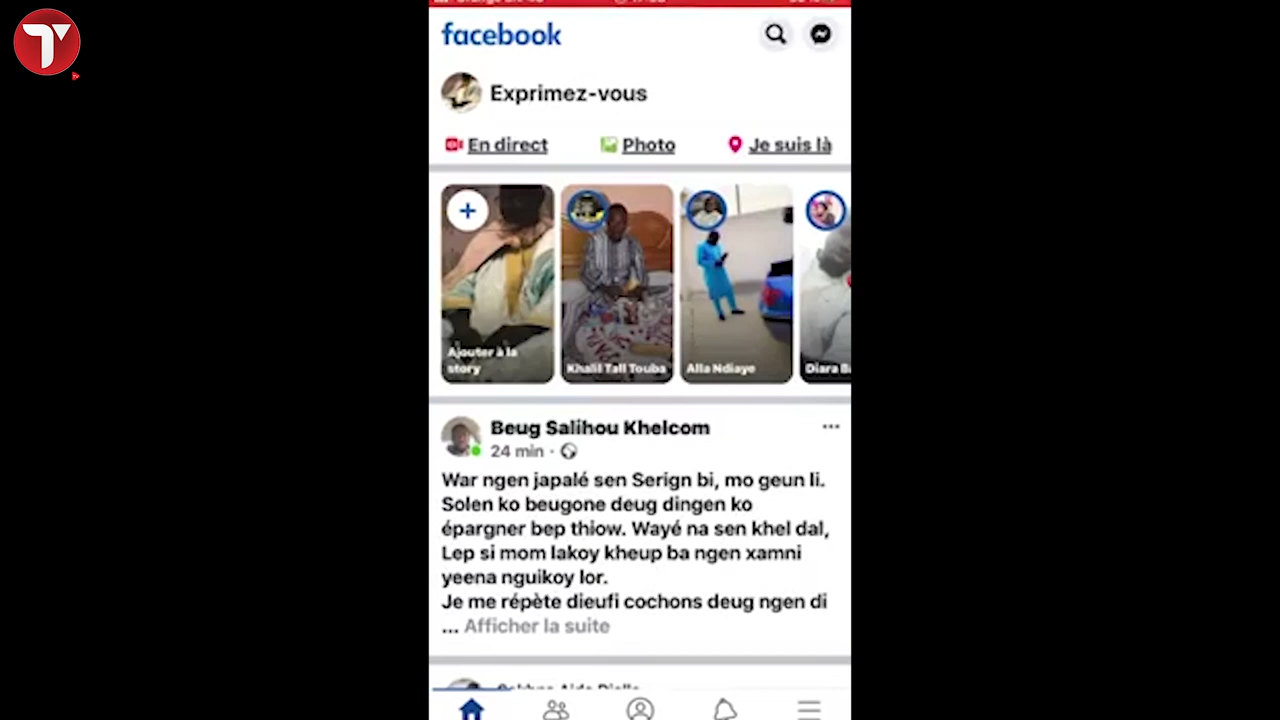 facebook
Exprimez-vous
En direct
Photo
Je suis là
Ajouter à la
story
Khalil Tall Touba
Alla Ndiaye
Diara
Beug Salihou Khelcom
24 min ·
War ngen japalé sen Serign bi, mo geun li.
Solen ko beugone deug dingen ko
épargner bep thiow. Wayé na sen khel dal,
Lep si mom lakoy kheup ba ngen xamni
yeena nguikoy lor.
Je me répète dieufi cochons deug ngen di
... Afficher la suite